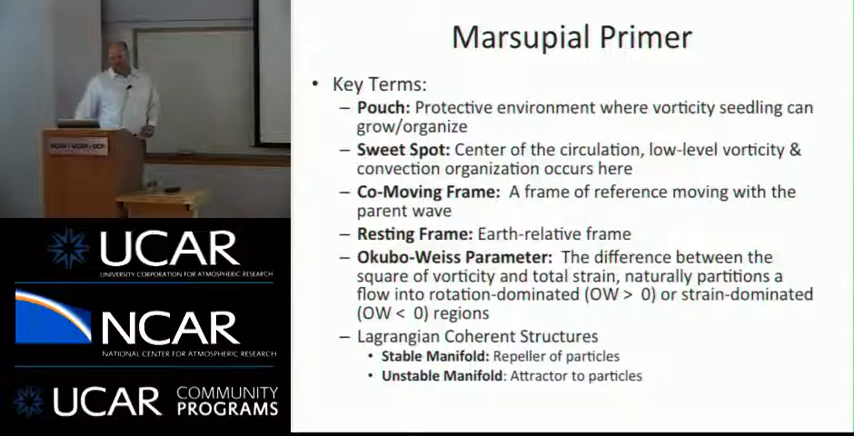 Marsupial Primer
• Key Terms:
– Pouch: Protective environment where vorticity seedling can
grow/organize
– Sweet Spot: Center of the circulation, low-level vorticity &
convection organization occurs here
– Co-Moving Frame: A frame of reference moving with the
parent wave
– Resting Frame: Earth-relative frame
– Okubo-Weiss Parameter: The difference between the
square of vorticity and total strain, naturally partitions a
flow into rotation-dominated (OW > 0) or strain-dominated
(OW < 0) regions
– Lagrangian Coherent Structures
• Stable Manifold: Repeller of particles
• Unstable Manifold: Attractor to particles
UCAR
UNIVERSITY CORPORATION FOR ATMOSPHERIC RESEARCH
NCAR
NATIONAL CENTER FOR ATMOSPHERIC RESEARCH
UCAR COMMUNITY
PROGRAMS